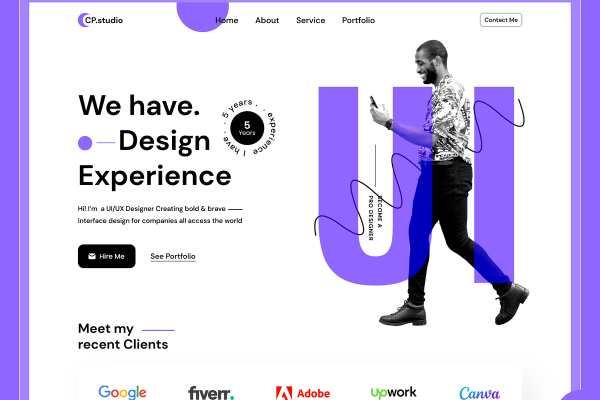 CP.studio
Home
About
Service
Portfolio
Contact Me
We have.
Design
Experience
5 years. . experience I have . .
5
Years
Hi! I'm a UI/UX Designer Creating bold & brave
interface design for companies all access the world
Hire Me
See Portfolio
UI
BECOME A
PRO DESIGNER
Meet my
recent Clients
Google
fiverr.
Adobe
upwork
Canva